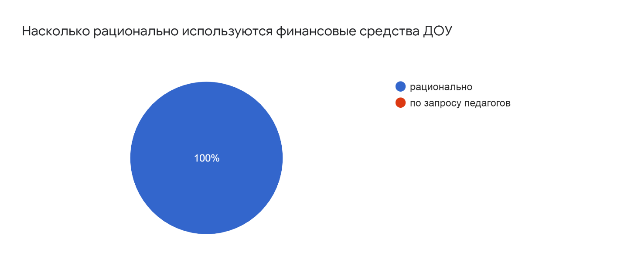 Насколько рационально используются финансовые средства ДОУ
рационально
по запросу педагогов
100%